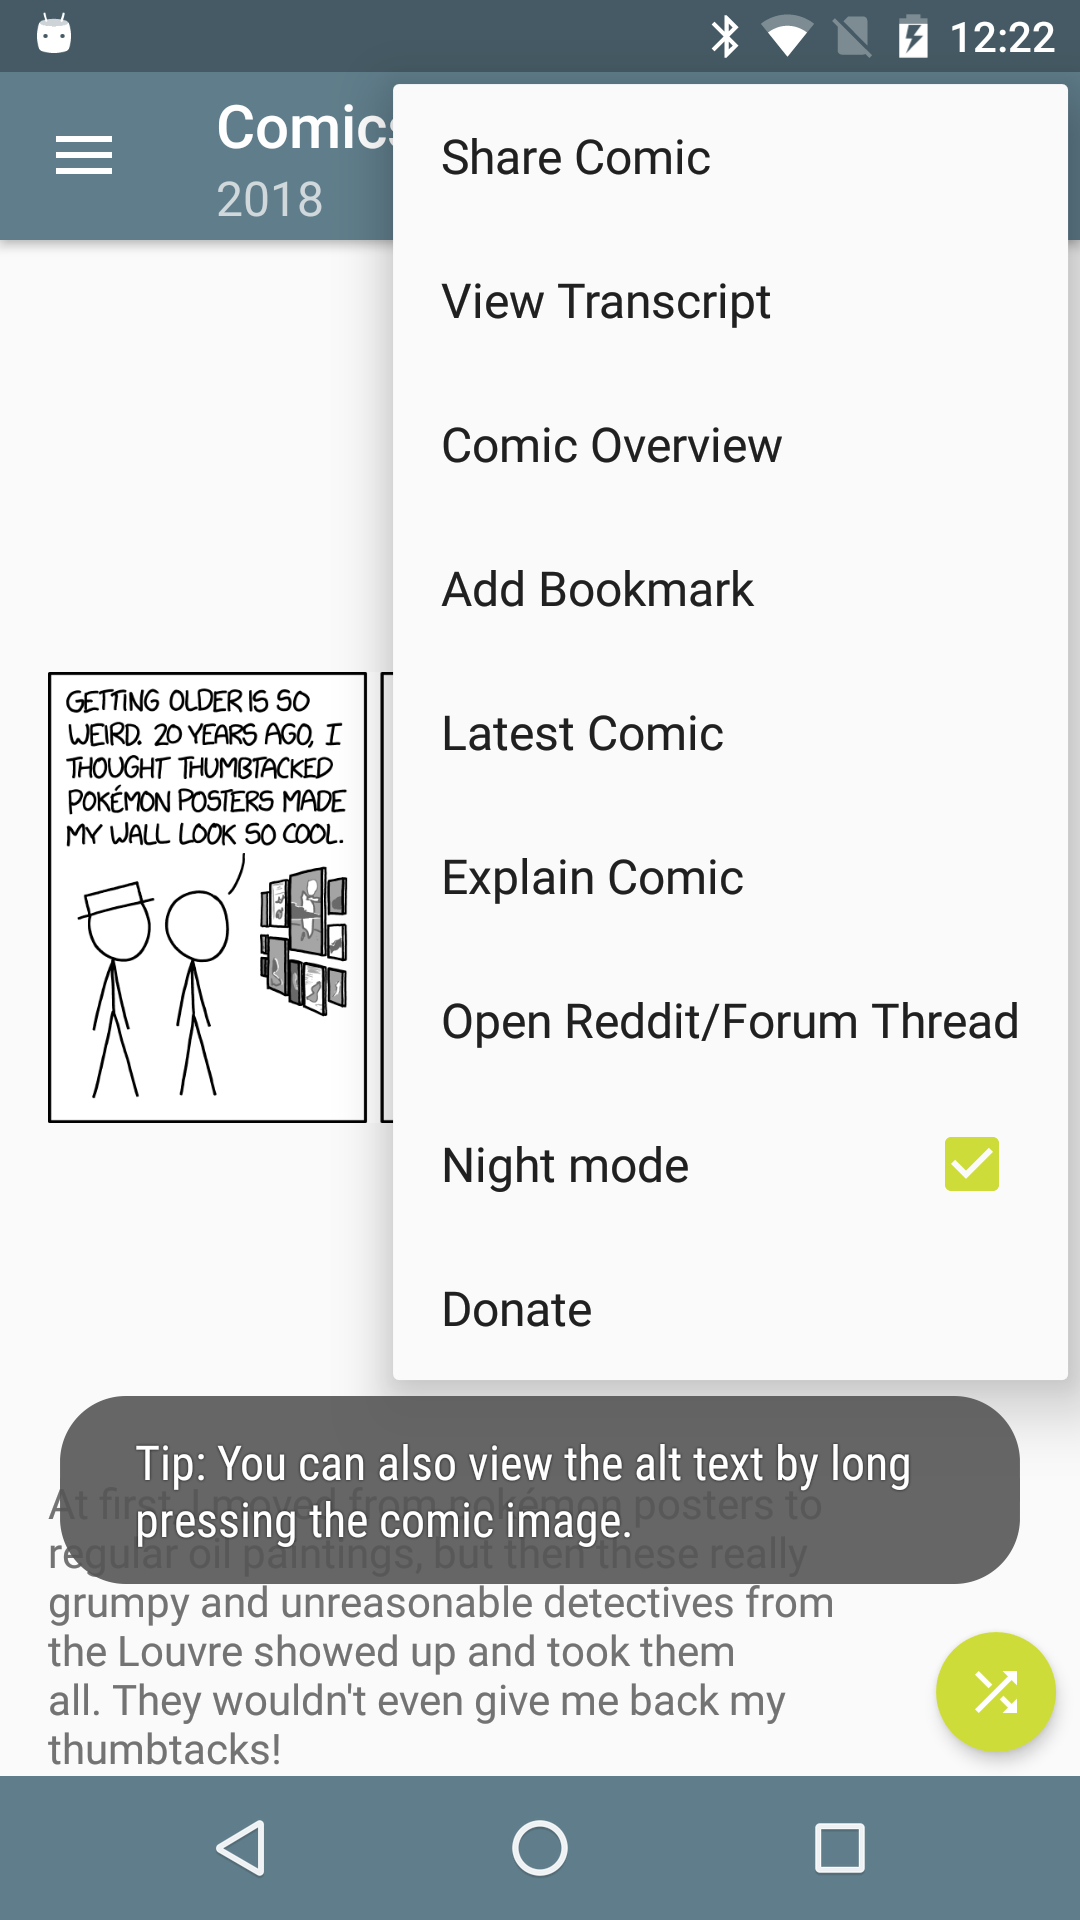 12:22
Comics
2018
Share Comic
View Transcript
Comic Overview
Add Bookmark
Latest Comic
Explain Comic
Open Reddit/Forum Thread
Night mode
Donate
GETTING OLDER IS SO
WEIRD. 20 YEARS AGO, I
THOUGHT THUMBTACKED
POKÉMON POSTERS MADE
MY WALL LOOK SO COOL.
Tip: You can also view the alt text by long
pressing the comic image.
At first, I moved from pokémon posters to
regular oil paintings, but then these really
grumpy and unreasonable detectives from
the Louvre showed up and took them
all. They wouldn't even give me back my
thumbtacks!